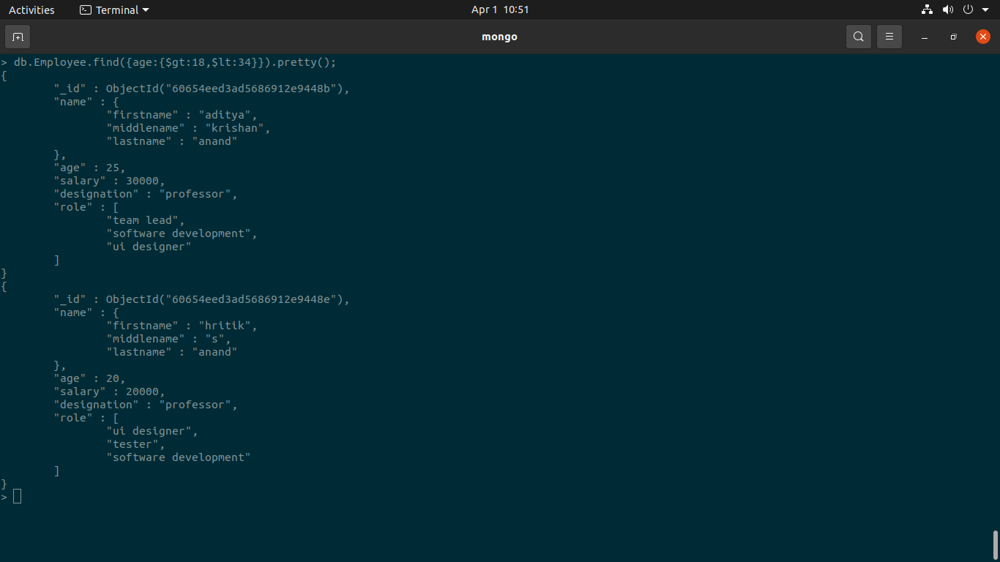 Activities Terminal Apr 1 10:51
mongo
> db.Employee.find({age:{$gt:18,$lt:34}}).pretty();
{
        "_id" : ObjectId("60654eed3ad5686912e9448b"),
        "name" : {
                "firstname" : "aditya",
                "middlename" : "krishan",
                "lastname" : "anand"
        },
        "age" : 25,
        "salary" : 30000,
        "designation" : "professor",
        "role" : [
                "team lead",
                "software development",
                "ui designer"
        ]
}
{
        "_id" : ObjectId("60654eed3ad5686912e9448e"),
        "name" : {
                "firstname" : "hritik",
                "middlename" : "s",
                "lastname" : "anand"
        },
        "age" : 20,
        "salary" : 20000,
        "designation" : "professor",
        "role" : [
                "ui designer",
                "tester",
                "software development"
        ]
}
>